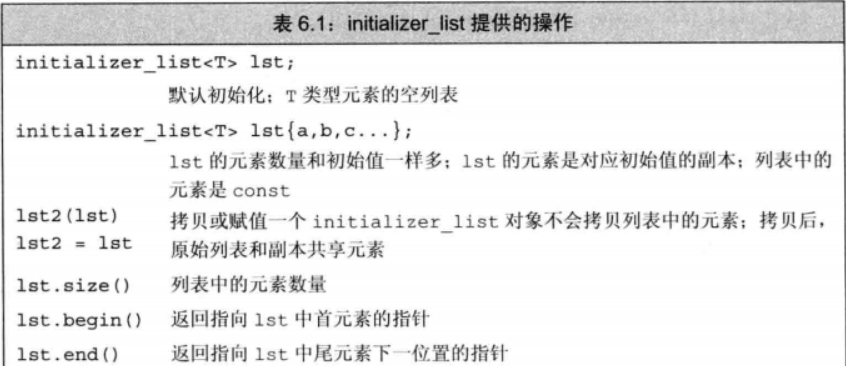 表 6.1：initializer_list 提供的操作
initializer_list<T> lst;
默认初始化；T 类型元素的空列表
initializer_list<T> lst{a,b,c...};
lst 的元素数量和初始值一样多；lst 的元素是对应初始值的副本；列表中的
元素是 const
lst2(lst) 拷贝或赋值一个 initializer_list 对象不会拷贝列表中的元素；拷贝后，
lst2 = lst 原始列表和副本共享元素
lst.size() 列表中的元素数量
lst.begin() 返回指向 lst 中首元素的指针
lst.end() 返回指向 lst 中尾元素下一位置的指针